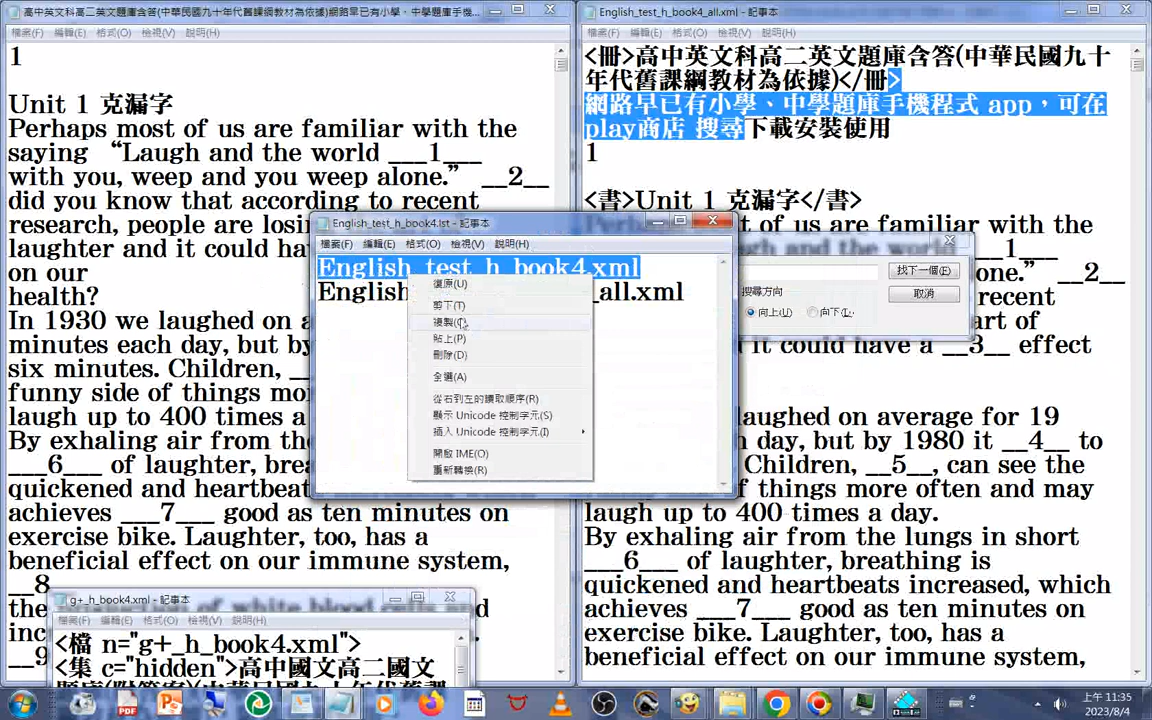 高中英文科高二英文題庫含答(中華民國九十年代舊課綱教材為依據)網路早已有小學、中學題庫手機...
檔案(F) 編輯(E) 格式(O) 檢視(V) 說明(H)
1
Unit 1 克漏字
Perhaps most of us are familiar with the
saying “Laugh and the world ___1___
with you, weep and you weep alone.” __2__
did you know that according to recent
research, people are losi
laughter and it could ha
on our
health?
In 1930 we laughed on a
minutes each day, but by
six minutes. Children, _
funny side of things mo
laugh up to 400 times a
By exhaling air from th
___6___ of laughter, brea
quickened and heartbeat
achieves ___7___ good as ten minutes on
exercise bike. Laughter, too, has a
beneficial effect on our immune system,
__8
the
inc
__9
English_test_h_book4_all.xml - 記事本
檔案(F) 編輯(E) 格式(O) 檢視(V) 說明(H)
<冊>高中英文科高二英文題庫含答(中華民國九十
年代舊課綱教材為依據)</冊>
網路早已有小學、中學題庫手機程式 app，可在
play商店 搜尋下載安裝使用
1
<書>Unit 1 克漏字</書>
of us are familiar with the
__1___
one.” __2__
recent
art of
it could have a __3__ effect
laughed on average for 19
h day, but by 1980 it __4__ to
Children, __5__, can see the
f things more often and may
laugh up to 400 times a day.
By exhaling air from the lungs in short
___6___ of laughter, breathing is
quickened and heartbeats increased, which
achieves ___7___ good as ten minutes on
exercise bike. Laughter, too, has a
beneficial effect on our immune system,
English_test_h_book4.lst - 記事本
檔案(F) 編輯(E) 格式(O) 檢視(V) 說明(H)
English_test_h_book4.xml
English _all.xml
復原(U)
剪下(T)
複製(C)
貼上(P)
刪除(D)
全選(A)
從右到左的讀取順序(R)
顯示 Unicode 控制字元(S)
插入 Unicode 控制字元(I)
開啟 IME(O)
重新轉換(R)
找下一個(F)
搜尋方向
向上(U) 向下(D)
取消
g+_h_book4.xml - 記事本
檔案(F) 編輯(E) 格式(O) 檢視(V) 說明(H)
<檔 n="g+_h_book4.xml">
<集 c="hidden">高中國文高二國文
上午 11:35
2023/8/4